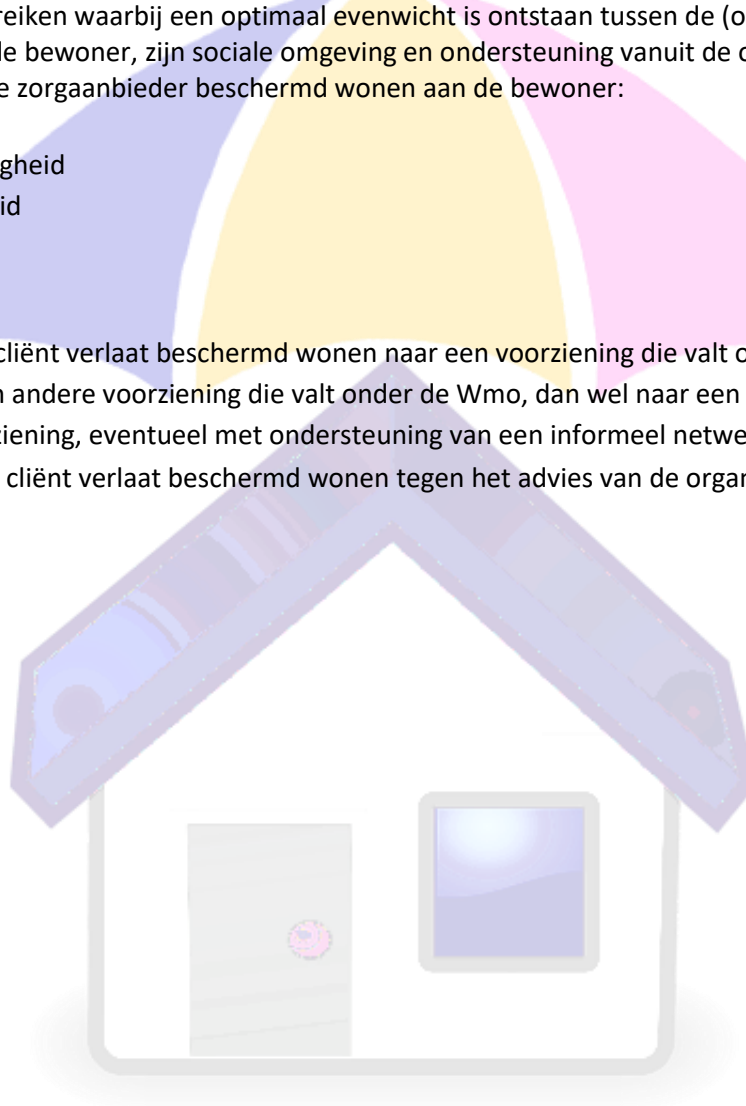 reiken waarbij een optimaal evenwicht is ontstaan tussen de (o
de bewoner, zijn sociale omgeving en ondersteuning vanuit de
e zorgaanbieder beschermd wonen aan de bewoner:
gheid
id
cliënt verlaat beschermd wonen naar een voorziening die valt
n andere voorziening die valt onder de Wmo, dan wel naar een
ziening, eventueel met ondersteuning van een informeel netwe
cliënt verlaat beschermd wonen tegen het advies van de organ